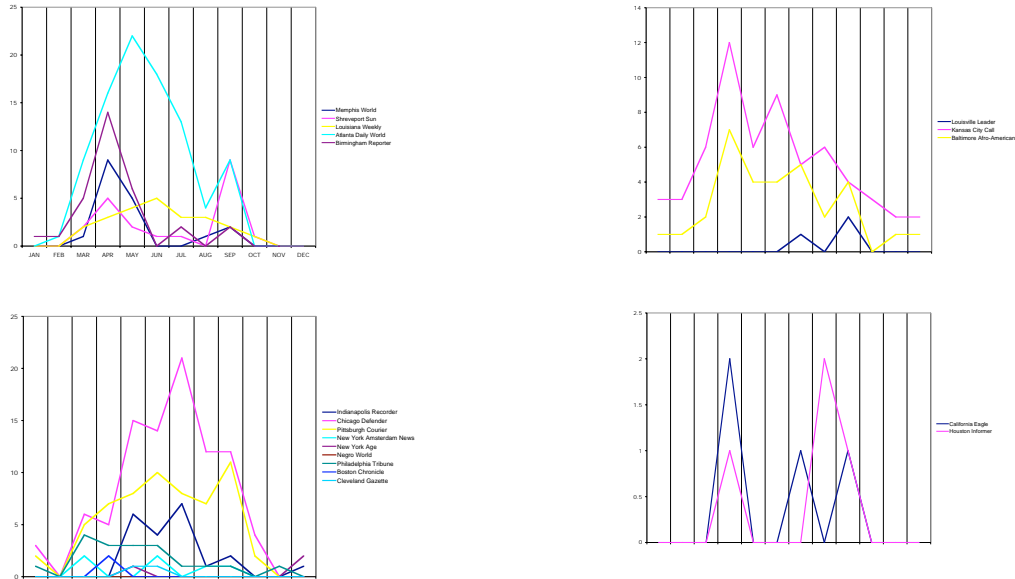 25
20
15
10
5
0
JAN FEB MAR APR MAY JUN JUL AUG SEP OCT NOV DEC
Memphis World
Shreveport Sun
Louisiana Weekly
Atlanta Daily World
Birmingham Reporter
14
12
10
8
6
4
2
0
Louisville Leader
Kansas City Call
Baltimore Afro-American
25
20
15
10
5
0
Indianapolis Recorder
Chicago Defender
Pittsburgh Courier
New York Amsterdam News
New York Age
Negro World
Philadelphia Tribune
Boston Chronicle
Cleveland Gazette
2.5
2
1.5
1
0.5
0
California Eagle
Houston Informer